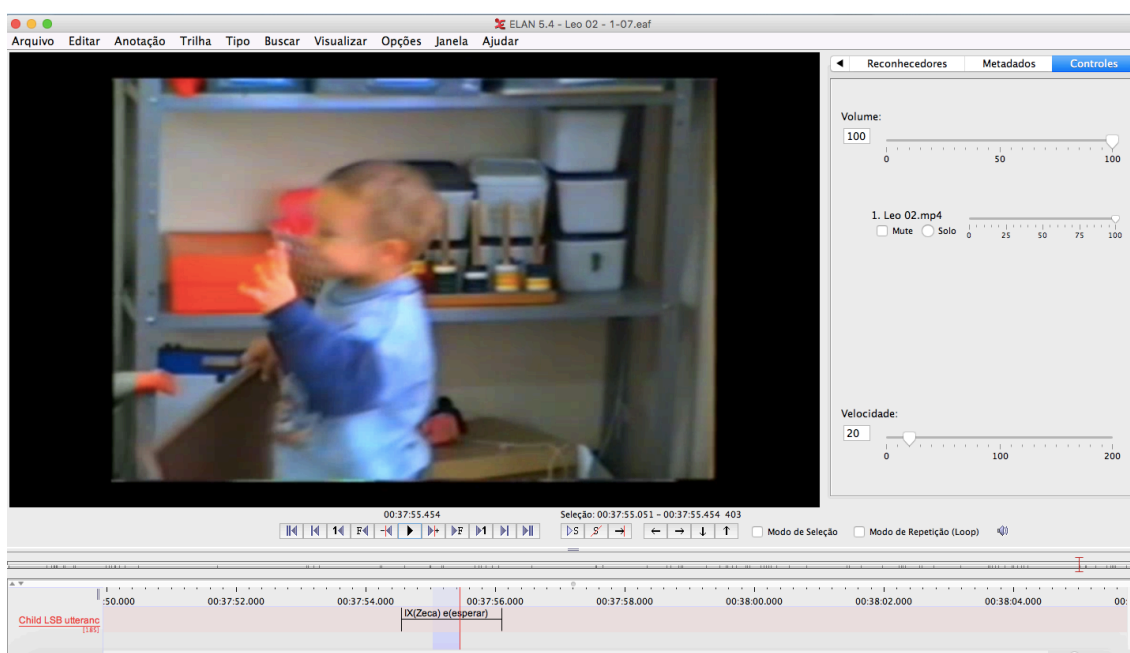 ELAN 5.4 - Leo 02 - 1-07.eaf
Arquivo Editar Anotação Trilha Tipo Buscar Visualizar Opções Janela Ajudar
Reconhecedores Metadados Controles
Volume:
100
0 50 100
1. Leo 02.mp4
Mute Solo 0 25 50 75 100
Velocidade:
20
0 100 200
00:37:55.454 Seleção: 00:37:55.051 - 00:37:55.454 403
1 F F 1 S S Modo de Seleção Modo de Repetição (Loop)
:50.000 00:37:52.000 00:37:54.000 00:37:56.000 00:37:58.000 00:38:00.000 00:38:02.000 00:38:04.000 00:
IX(Zeca) e(esperar)
Child LSB utteranc
[185]